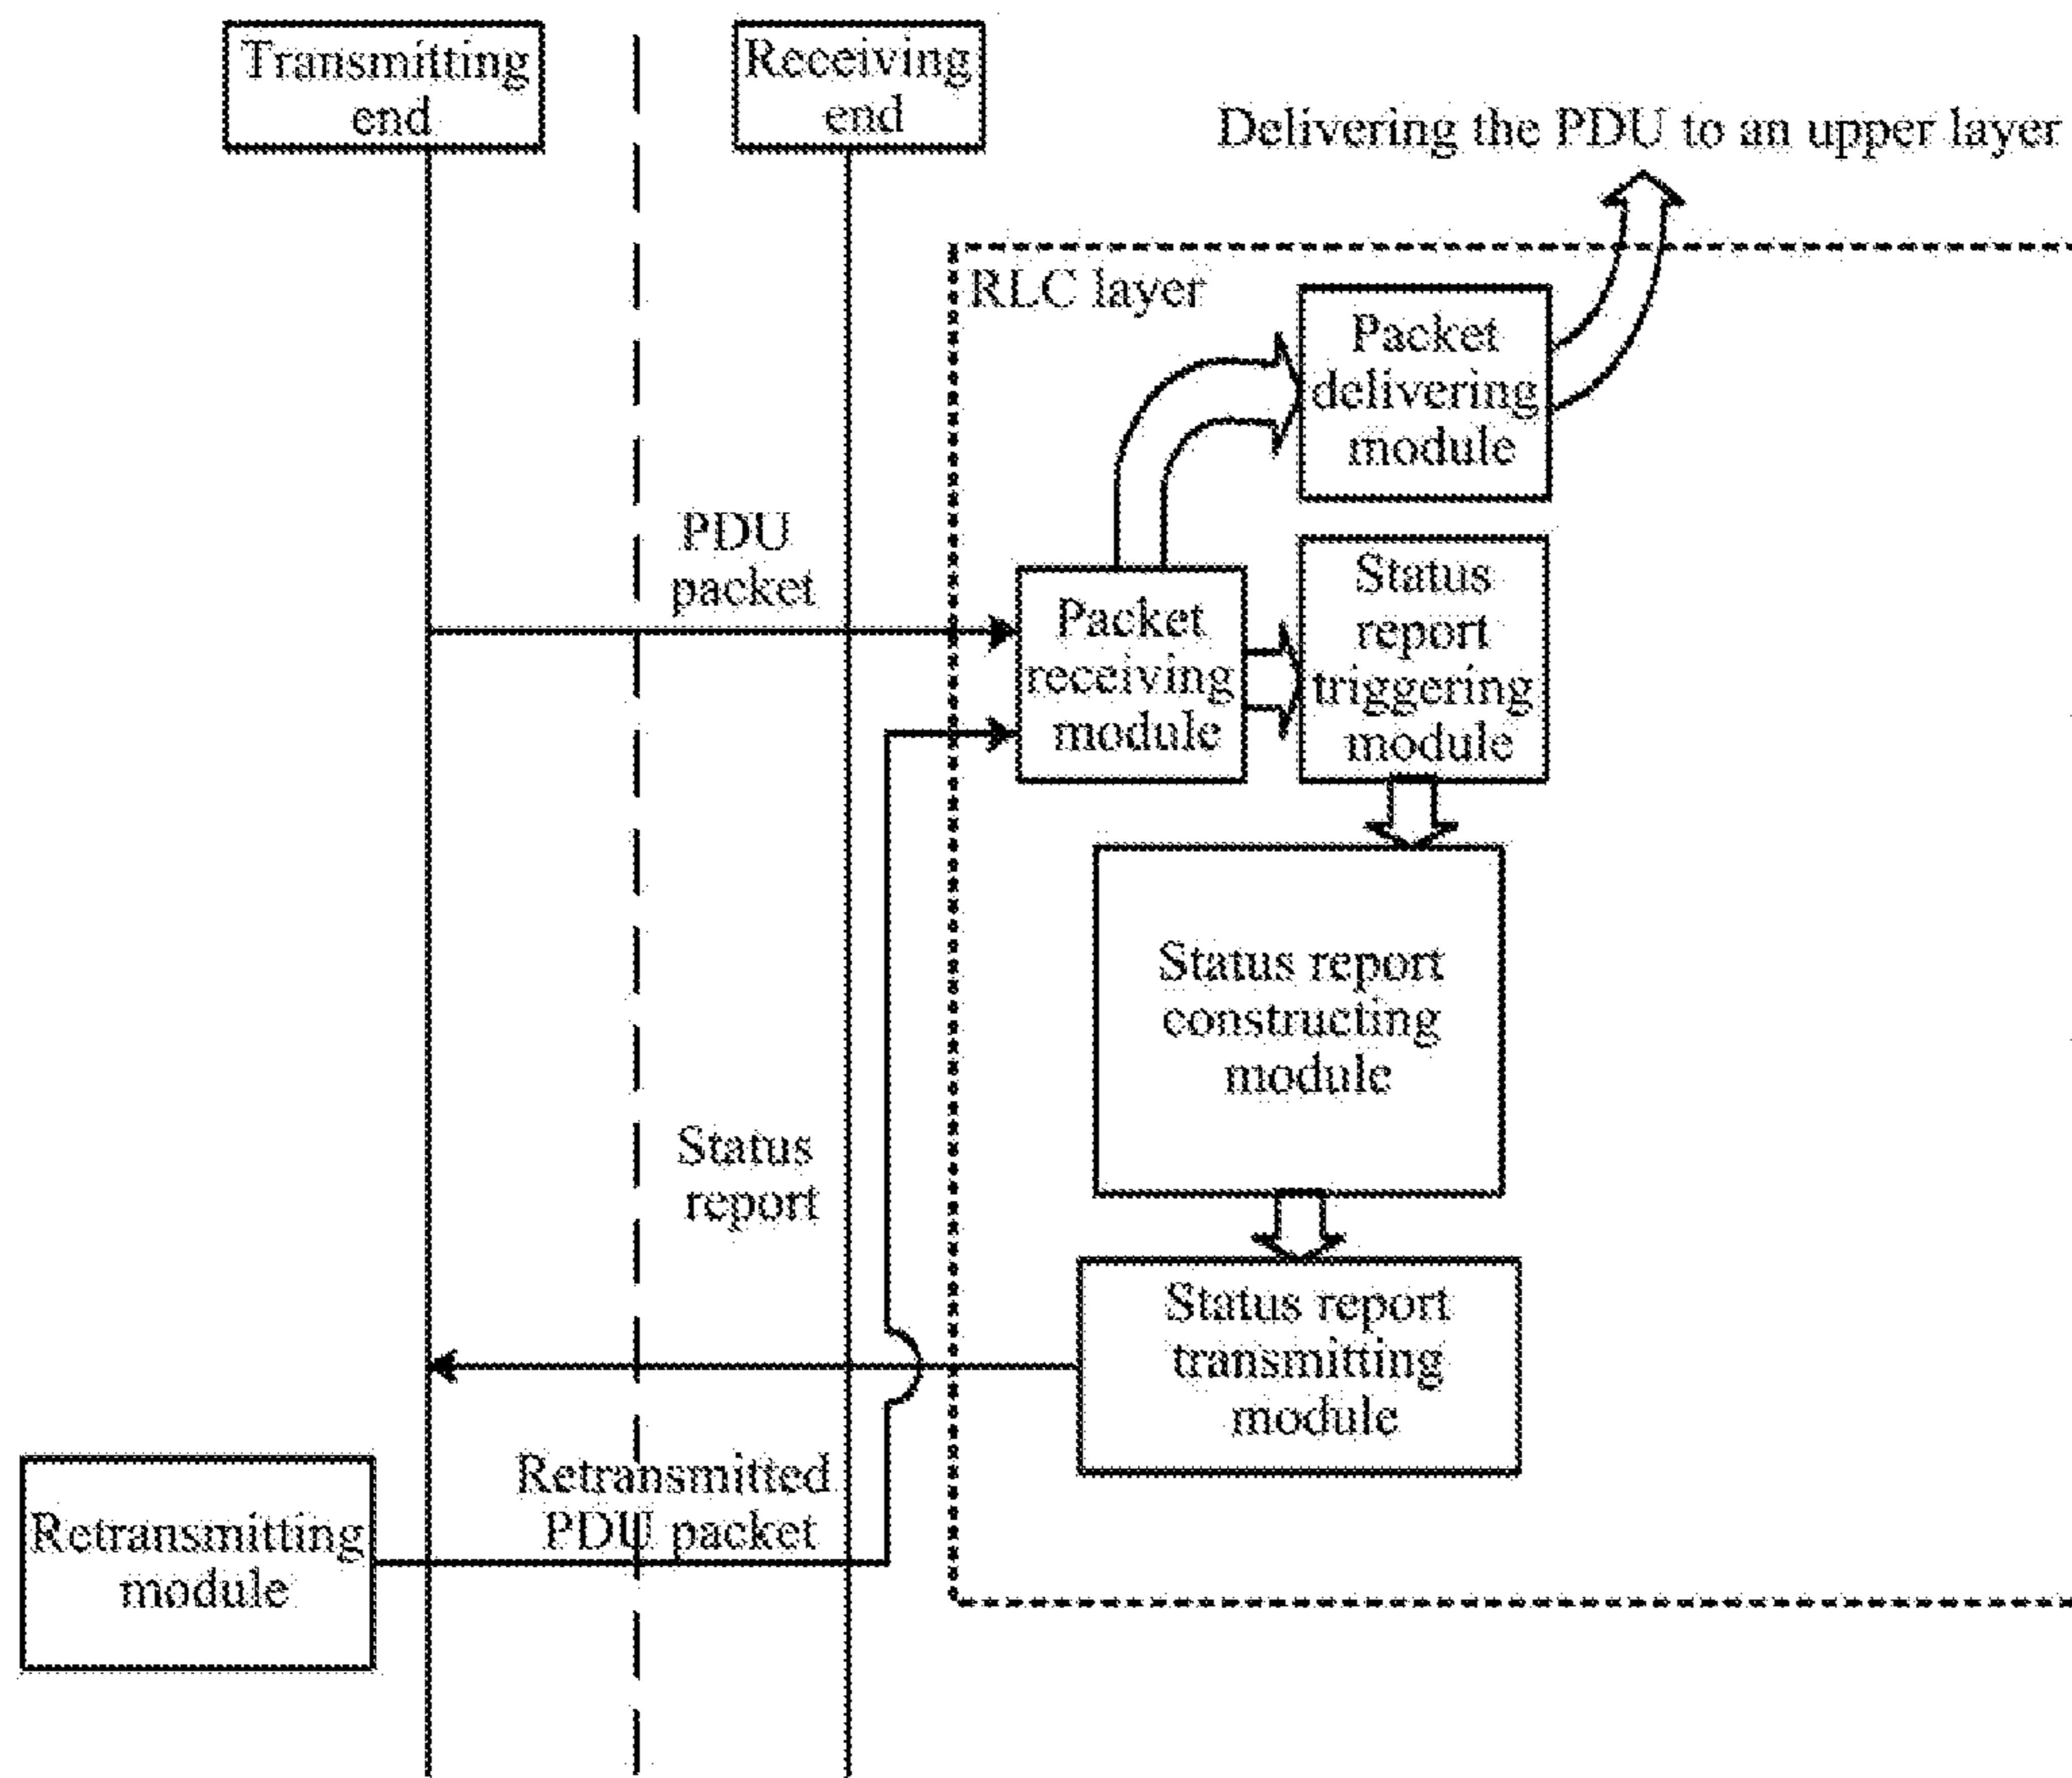 Transmitting
end
Receiving
end
Delivering the PDU to an upper layer
RLC layer
Packet
delivering
module
PDU
packet
Packet
receiving
module
Status
report
triggering
module
Status report
constructing
module
Status
report
Status report
transmitting
module
Retransmitted
PDU packet
Retransmitting
module